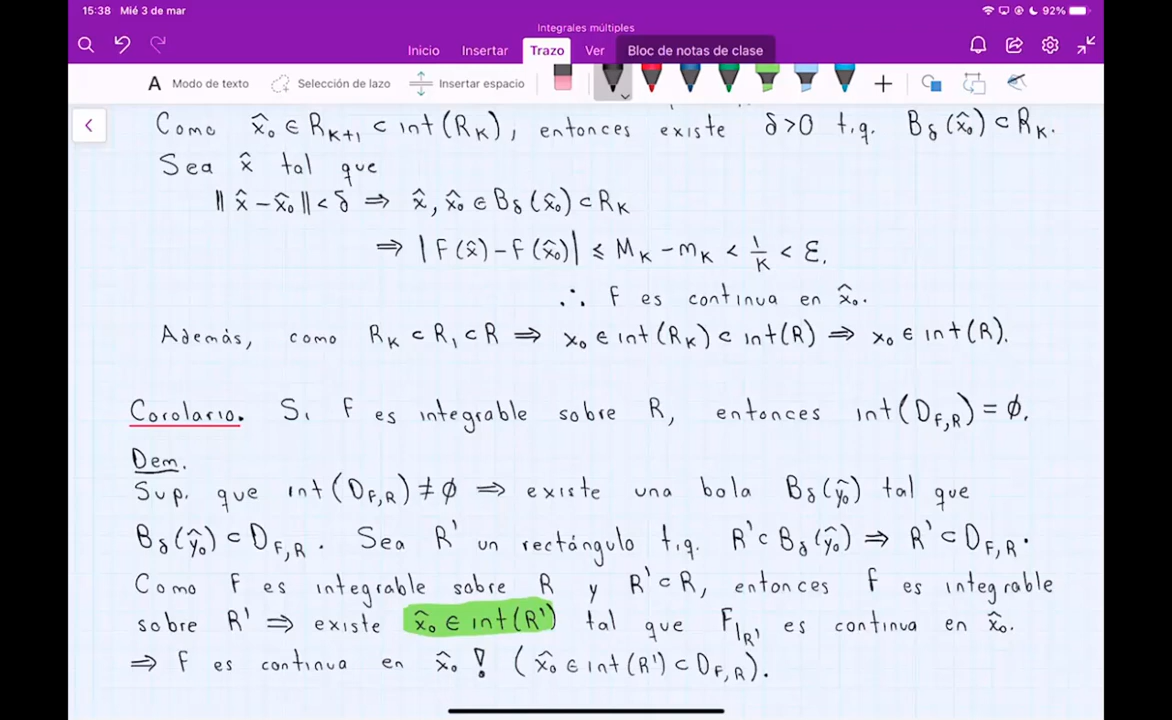 15:38 Mié 3 de mar
92%
Integrales múltiples
Inicio Insertar Trazo Ver Bloc de notas de clase
Modo de texto Selección de lazo Insertar espacio
Como x̂₀ ∈ R_{K+1} ⊂ int(R_K), entonces existe δ>0 t.q. B_δ(x̂₀) ⊂ R_K.
Sea x̂ tal que
‖x̂ - x̂₀‖ < δ ⇒ x̂, x̂₀ ∈ B_δ(x̂₀) ⊂ R_K
⇒ |f(x̂) - f(x̂₀)| ≤ M_K - m_K < 1/K < ε.
∴ f es continua en x̂₀.
Además, como R_K ⊂ R₁ ⊂ R ⇒ x₀ ∈ int(R_K) ⊂ int(R) ⇒ x₀ ∈ int(R).
Corolario. Si f es integrable sobre R, entonces int(D_{f,R}) = ∅.
Dem.
Sup. que int(D_{f,R}) ≠ ∅ ⇒ existe una bola B_δ(ŷ₀) tal que
B_δ(ŷ₀) ⊂ D_{f,R}. Sea R' un rectángulo t.q. R' ⊂ B_δ(ŷ₀) ⇒ R' ⊂ D_{f,R}.
Como f es integrable sobre R y R' ⊂ R, entonces f es integrable
sobre R' ⇒ existe x̂₀ ∈ int(R') tal que f|_{R'} es continua en x̂₀.
⇒ f es continua en x̂₀ ! (x̂₀ ∈ int(R') ⊂ D_{f,R}).